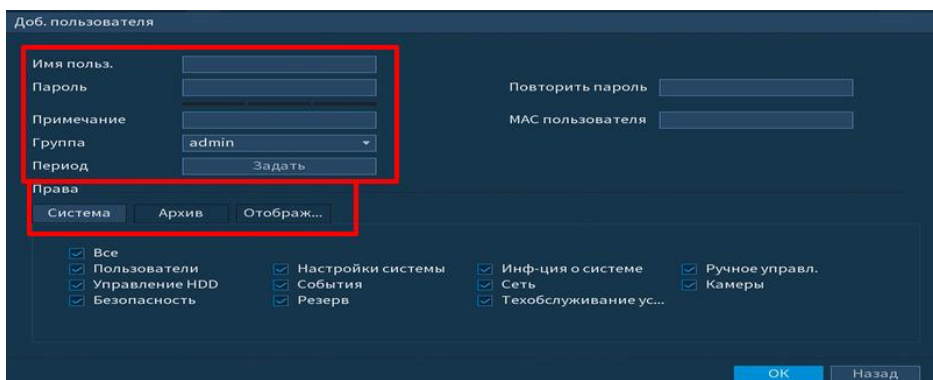 Доб. пользователя
Имя польз.
Пароль Повторить пароль
Примечание МАС пользователя
Группа admin
Период Задать
Права
Система Архив Отображ...
Все
Пользователи Настройки системы Инф-ция о системе Ручное управл.
Управление HDD События Сеть Камеры
Безопасность Резерв Техобслуживание ус...
OK Назад